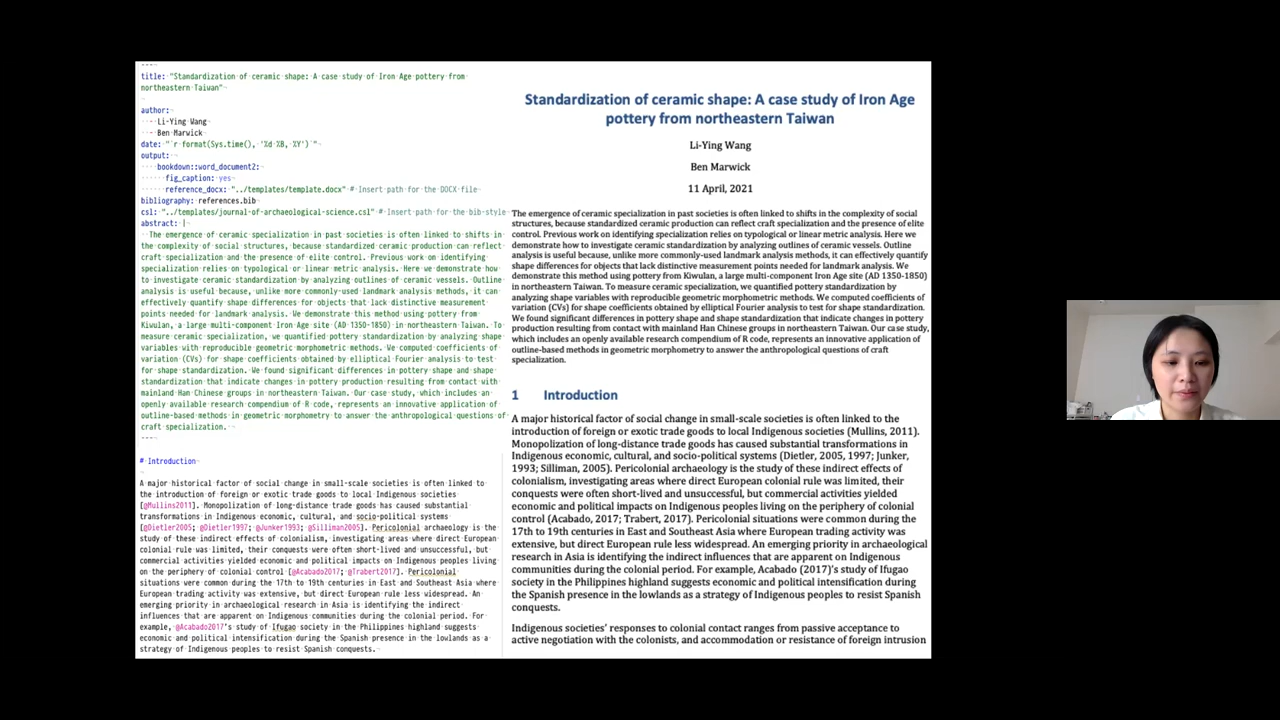 ---
title: "Standardization of ceramic shape: A case study of Iron Age pottery from
northeastern Taiwan"
author:
- Li-Ying Wang
- Ben Marwick
date: "`r format(Sys.time(), '%d %B, %Y')`"
output:
bookdown::word_document2:
fig_caption: yes
reference_docx: "../templates/template.docx" # Insert path for the DOCX file
bibliography: references.bib
csl: "../templates/journal-of-archaeological-science.csl" # Insert path for the bib-style
abstract: |
The emergence of ceramic specialization in past societies is often linked to shifts in
the complexity of social structures, because standardized ceramic production can reflect
craft specialization and the presence of elite control. Previous work on identifying
specialization relies on typological or linear metric analysis. Here we demonstrate how
to investigate ceramic standardization by analyzing outlines of ceramic vessels. Outline
analysis is useful because, unlike more commonly-used landmark analysis methods, it can
effectively quantify shape differences for objects that lack distinctive measurement
points needed for landmark analysis. We demonstrate this method using pottery from
Kiwulan, a large multi-component Iron Age site (AD 1350-1850) in northeastern Taiwan. To
measure ceramic specialization, we quantified pottery standardization by analyzing shape
variables with reproducible geometric morphometric methods. We computed coefficients of
variation (CVs) for shape coefficients obtained by elliptical Fourier analysis to test
for shape standardization. We found significant differences in pottery shape and shape
standardization that indicate changes in pottery production resulting from contact with
mainland Han Chinese groups in northeastern Taiwan. Our case study, which includes an
openly available research compendium of R code, represents an innovative application of
outline-based methods in geometric morphometry to answer the anthropological questions of
craft specialization.
---
# Introduction
A major historical factor of social change in small-scale societies is often linked to
the introduction of foreign or exotic trade goods to local Indigenous societies
[@Mullins2011]. Monopolization of long-distance trade goods has caused substantial
transformations in Indigenous economic, cultural, and socio-political systems
[@Dietler2005; @Dietler1997; @Junker1993; @Silliman2005]. Pericolonial archaeology is the
study of these indirect effects of colonialism, investigating areas where direct European
colonial rule was limited, their conquests were often short-lived and unsuccessful, but
commercial activities yielded economic and political impacts on Indigenous peoples living
on the periphery of colonial control [@Acabado2017; @Trabert2017]. Pericolonial
situations were common during the 17th to 19th centuries in East and Southeast Asia where
European trading activity was extensive, but direct European rule less widespread. An
emerging priority in archaeological research in Asia is identifying the indirect
influences that are apparent on Indigenous communities during the colonial period. For
example, @Acabado2017's study of Ifugao society in the Philippines highland suggests
economic and political intensification during the Spanish presence in the lowlands as a
strategy of Indigenous peoples to resist Spanish conquests.
Standardization of ceramic shape: A case study of Iron Age
pottery from northeastern Taiwan
Li-Ying Wang
Ben Marwick
11 April, 2021
The emergence of ceramic specialization in past societies is often linked to shifts in the complexity of social
structures, because standardized ceramic production can reflect craft specialization and the presence of elite
control. Previous work on identifying specialization relies on typological or linear metric analysis. Here we
demonstrate how to investigate ceramic standardization by analyzing outlines of ceramic vessels. Outline
analysis is useful because, unlike more commonly-used landmark analysis methods, it can effectively quantify
shape differences for objects that lack distinctive measurement points needed for landmark analysis. We
demonstrate this method using pottery from Kiwulan, a large multi-component Iron Age site (AD 1350-1850)
in northeastern Taiwan. To measure ceramic specialization, we quantified pottery standardization by
analyzing shape variables with reproducible geometric morphometric methods. We computed coefficients of
variation (CVs) for shape coefficients obtained by elliptical Fourier analysis to test for shape standardization.
We found significant differences in pottery shape and shape standardization that indicate changes in pottery
production resulting from contact with mainland Han Chinese groups in northeastern Taiwan. Our case study,
which includes an openly available research compendium of R code, represents an innovative application of
outline-based methods in geometric morphometry to answer the anthropological questions of craft
specialization.
1 Introduction
A major historical factor of social change in small-scale societies is often linked to the
introduction of foreign or exotic trade goods to local Indigenous societies (Mullins, 2011).
Monopolization of long-distance trade goods has caused substantial transformations in
Indigenous economic, cultural, and socio-political systems (Dietler, 2005, 1997; Junker,
1993; Silliman, 2005). Pericolonial archaeology is the study of these indirect effects of
colonialism, investigating areas where direct European colonial rule was limited, their
conquests were often short-lived and unsuccessful, but commercial activities yielded
economic and political impacts on Indigenous peoples living on the periphery of colonial
control (Acabado, 2017; Trabert, 2017). Pericolonial situations were common during the
17th to 19th centuries in East and Southeast Asia where European trading activity was
extensive, but direct European rule less widespread. An emerging priority in archaeological
research in Asia is identifying the indirect influences that are apparent on Indigenous
communities during the colonial period. For example, Acabado (2017)'s study of Ifugao
society in the Philippines highland suggests economic and political intensification during
the Spanish presence in the lowlands as a strategy of Indigenous peoples to resist Spanish
conquests.
Indigenous societies' responses to colonial contact ranges from passive acceptance to
active negotiation with the colonists, and accommodation or resistance of foreign intrusion